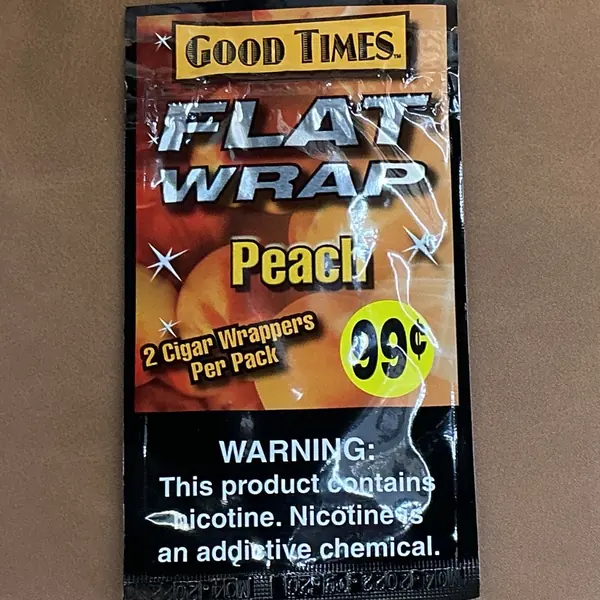 GOOD TIMES™
FLAT
WRAP
Peach
2 Cigar Wrappers
Per Pack
99¢
WARNING:
This product contains
nicotine. Nicotine is
an addictive chemical.